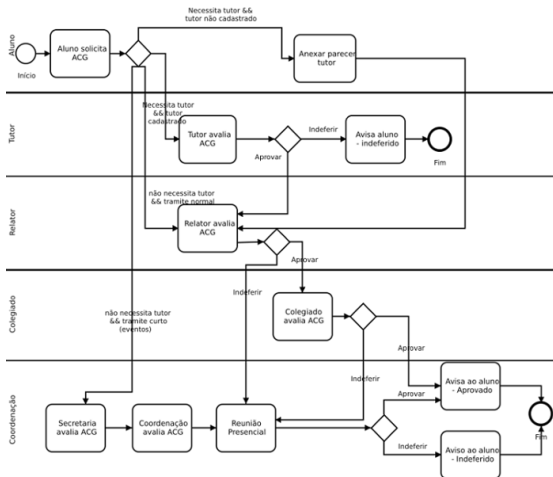 Necessita tutor &&
tutor não cadastrado
Aluno
Início
Aluno solicita
ACG
Anexar parecer
tutor
Necessita tutor
&& tutor
cadastrado
Tutor
Tutor avalia
ACG
Indeferir
Aprovar
Avisa aluno
- indeferido
Fim
não necessita tutor
&& tramite normal
Relator
Relator avalia
ACG
Aprovar
Indeferir
Colegiado
Colegiado
avalia ACG
não necessita tutor
&& tramite curto
(eventos)
Aprovar
Indeferir
Coordenação
Secretaria
avalia ACG
Coordenação
avalia ACG
Reunião
Presencial
Aprovar
Indeferir
Avisa ao aluno
- Aprovado
Aviso ao aluno
- Indeferido
Fim